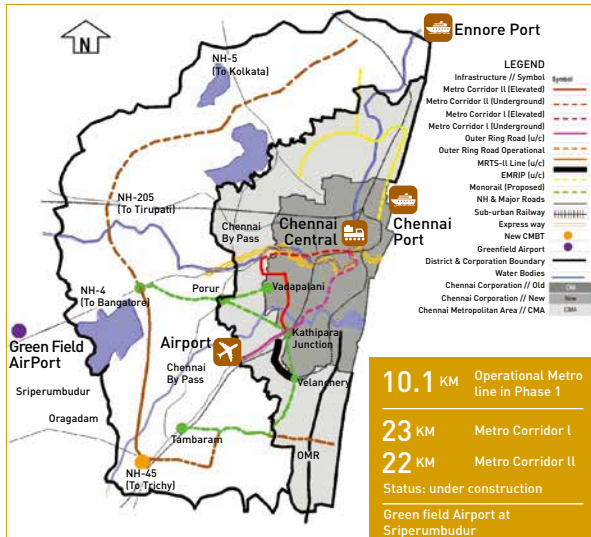 Ennore Port
N
NH-5
(To Kolkata)
LEGEND
Infrastructure // Symbol
Symbol
Metro Corridor ll (Elevated)
Metro Corridor ll (Underground)
Metro Corridor l (Elevated)
Metro Corridor l (Underground)
Outer Ring Road (u/c)
Outer Ring Road Operational
MRTS-ll Line (u/c)
EMRIP (u/c)
Monorail (Proposed)
NH & Major Roads
Sub-urban Railway
Express way
New CMBT
Greenfield Airport
District & Corporation Boundary
Water Bodies
Chennai Corporation // Old
Chennai Corporation // New
New
Chennai Metropolitan Area // CMA
CMA
NH-205
(To Tirupati)
Chennai
By Pass
Chennai
Central
Chennai
Port
NH-4
(To Bangalore)
Porur
Vadapalani
Green Field
AirPort
Airport
Kathipara
Junction
Chennai
By Pass
Velanchery
Sriperumbudur
Oragadam
Tambaram
OMR
NH-45
(To Trichy)
10.1 KM
Operational Metro
line in Phase 1
23 KM
Metro Corridor l
22 KM
Metro Corridor ll
Status: under construction
Green field Airport at
Sriperumbudur